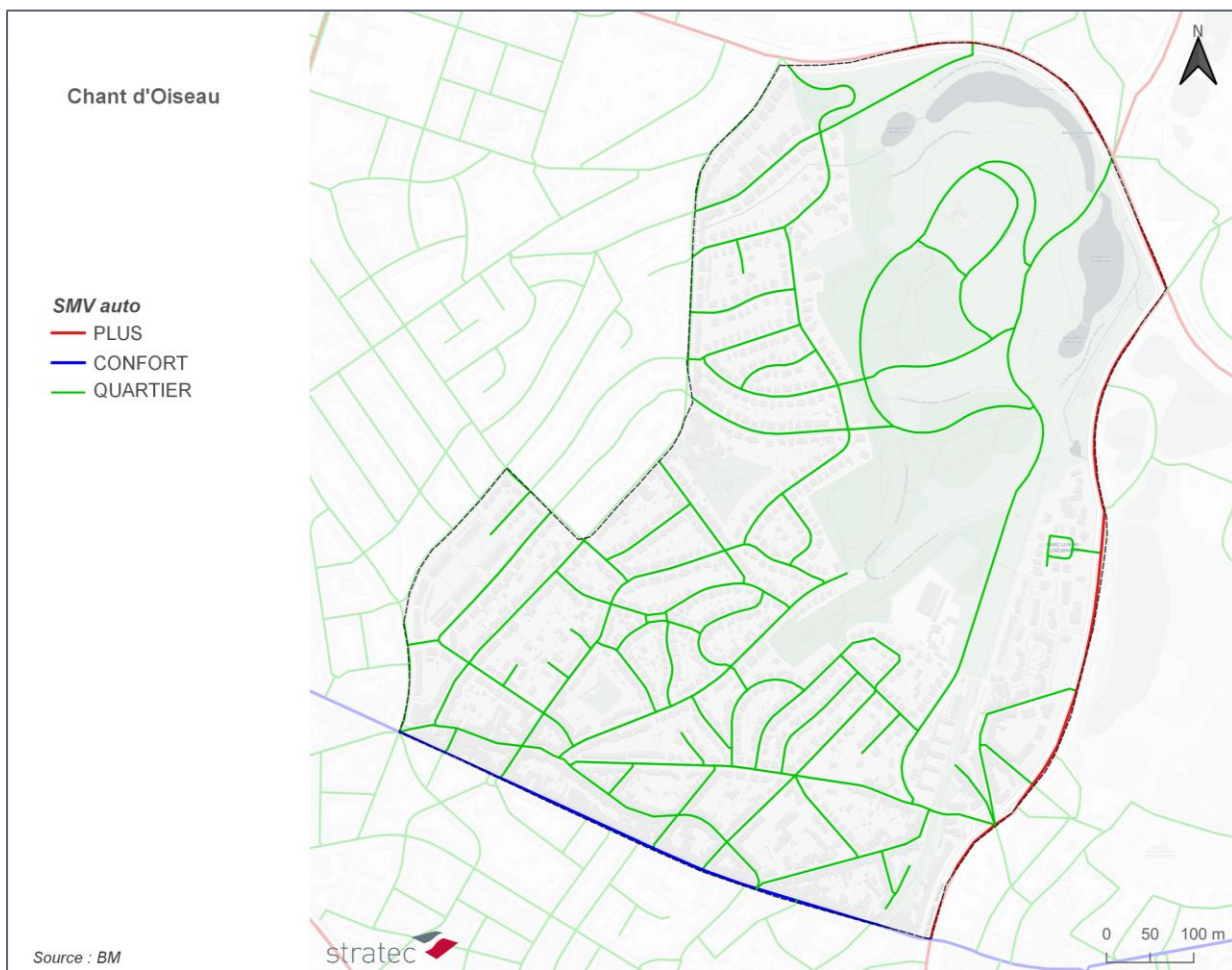 Chant d'Oiseau
N
SMV auto
PLUS
CONFORT
QUARTIER
Source : BM
stratec
0 50 100 m